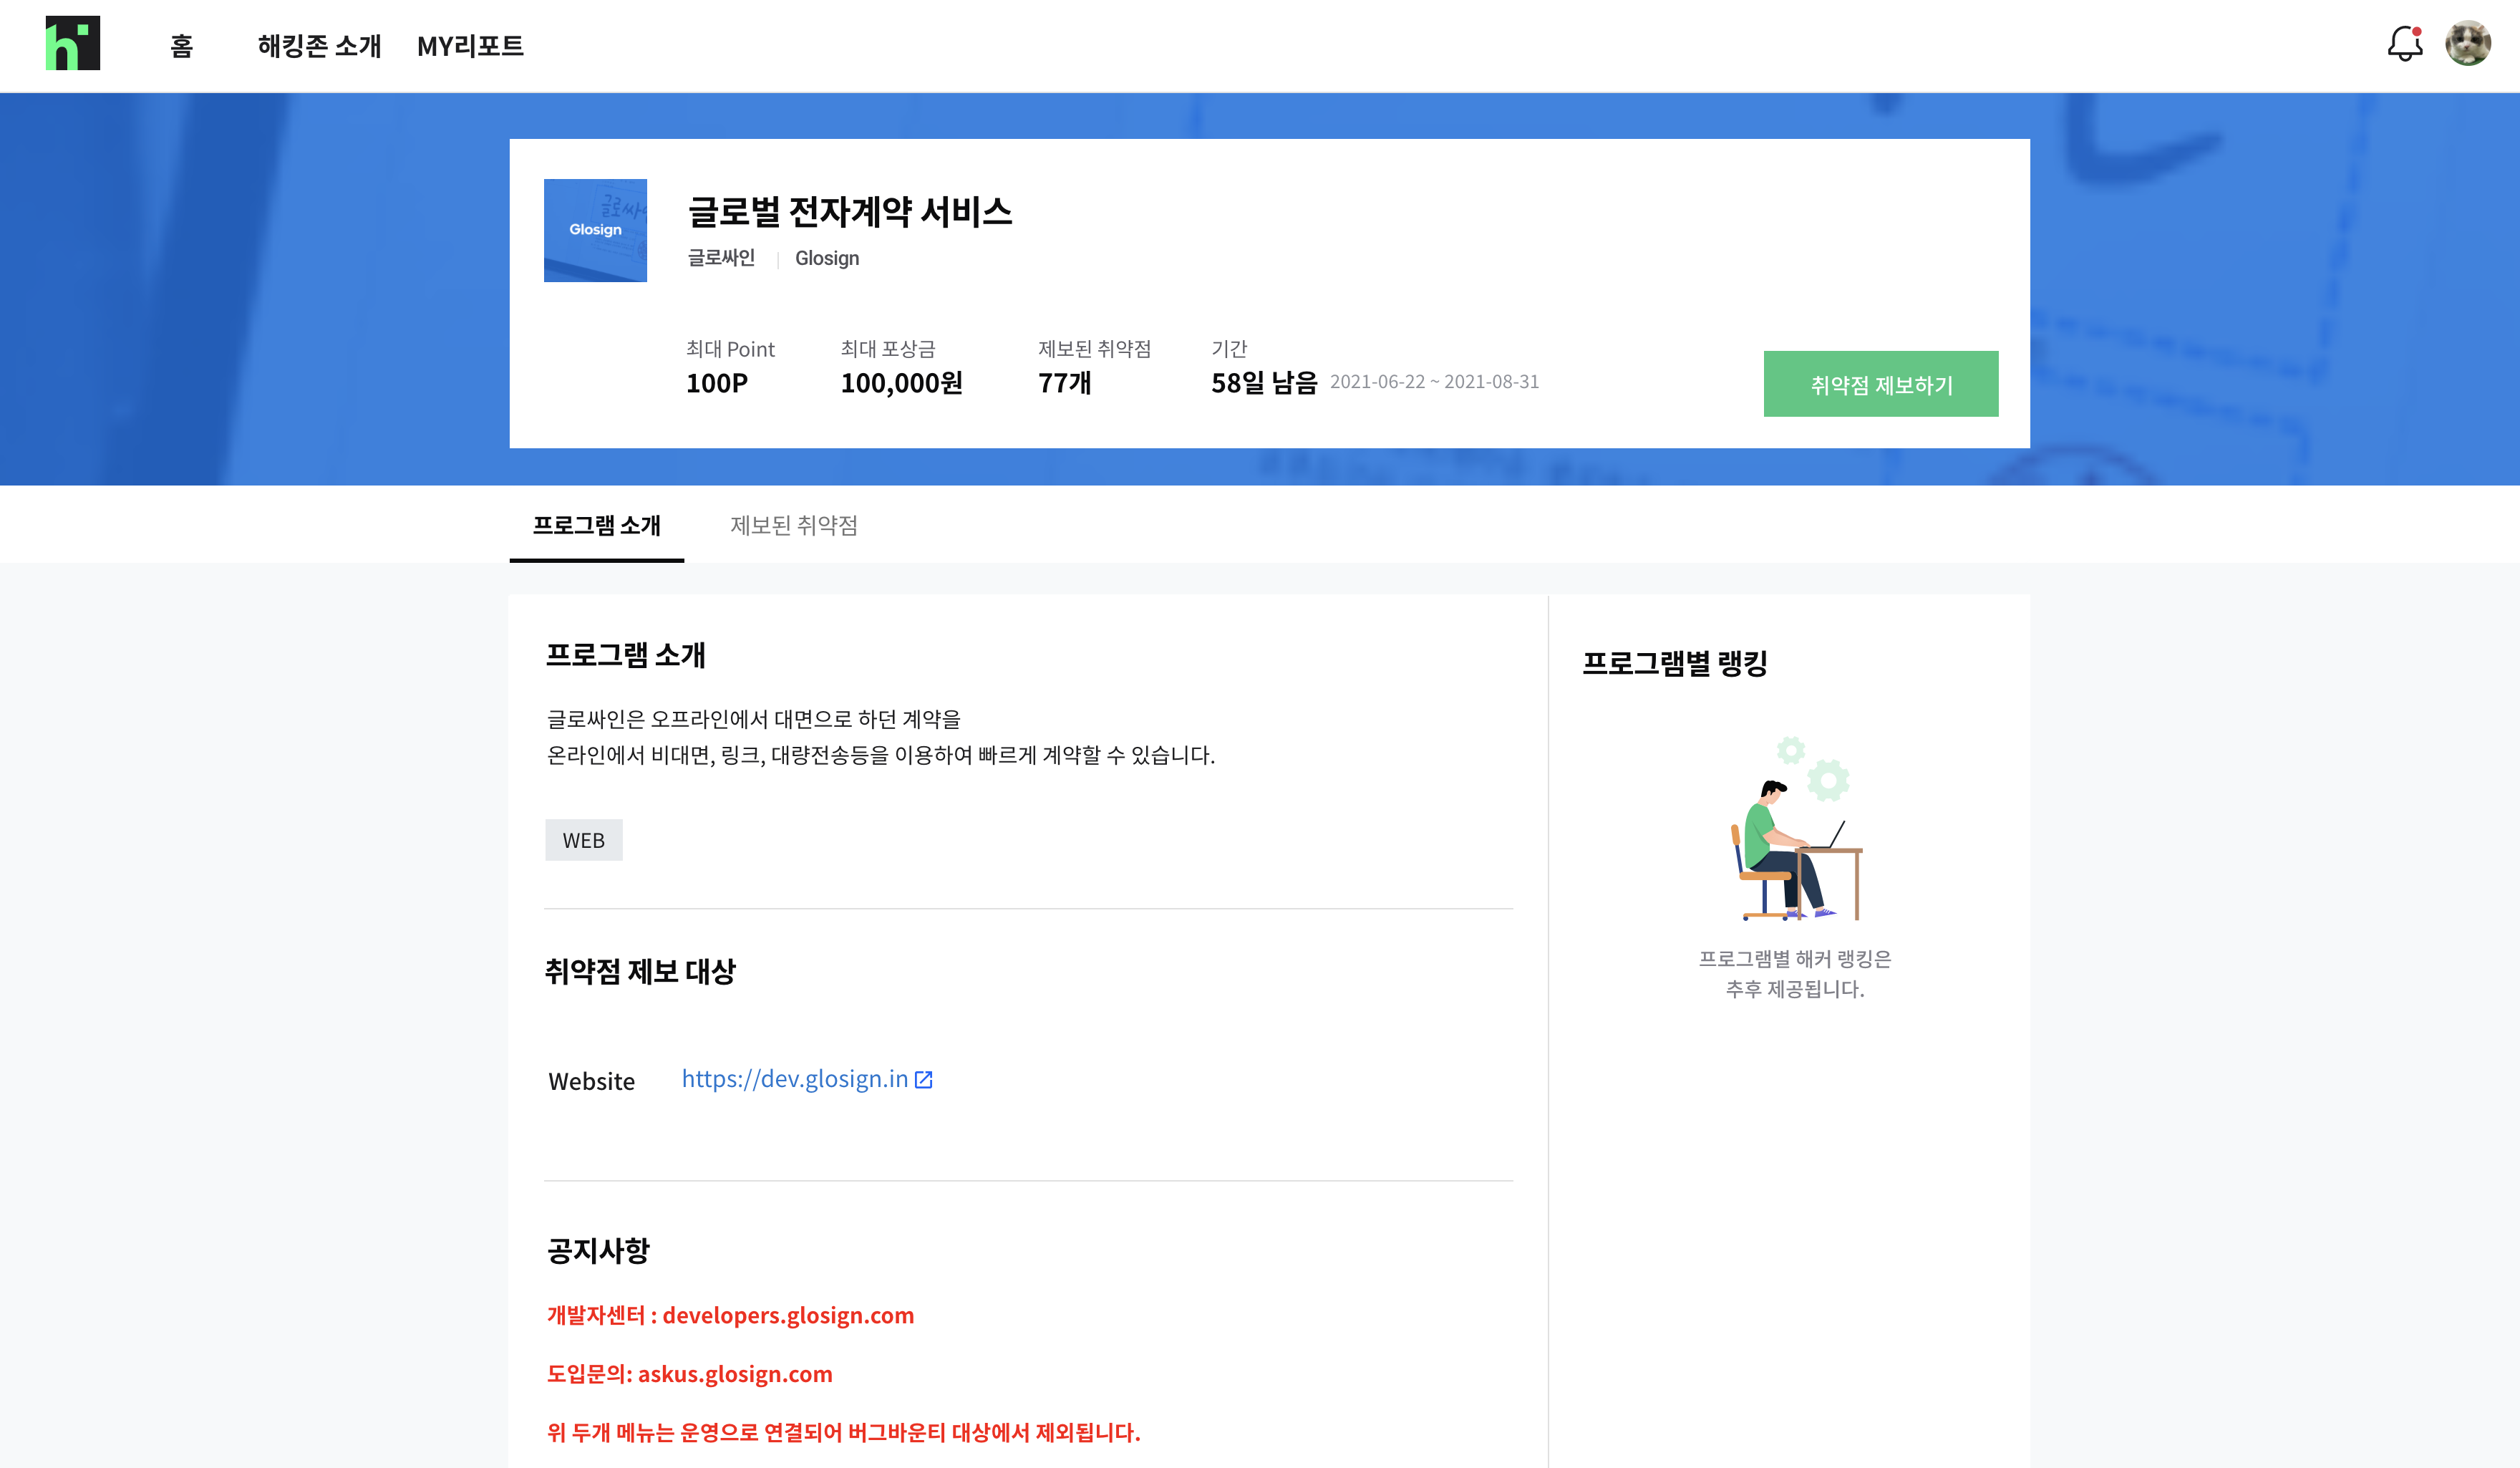 홈
해킹존 소개
MY리포트
Glosign
글로벌 전자계약 서비스
글로싸인 | Glosign
최대 Point
100P
최대 포상금
100,000원
제보된 취약점
77개
기간
58일 남음 2021-06-22 ~ 2021-08-31
취약점 제보하기
프로그램 소개
제보된 취약점
프로그램 소개
글로싸인은 오프라인에서 대면으로 하던 계약을
온라인에서 비대면, 링크, 대량전송등을 이용하여 빠르게 계약할 수 있습니다.
WEB
취약점 제보 대상
Website
https://dev.glosign.in
공지사항
개발자센터 : developers.glosign.com
도입문의: askus.glosign.com
위 두개 메뉴는 운영으로 연결되어 버그바운티 대상에서 제외됩니다.
프로그램별 랭킹
프로그램별 해커 랭킹은
추후 제공됩니다.